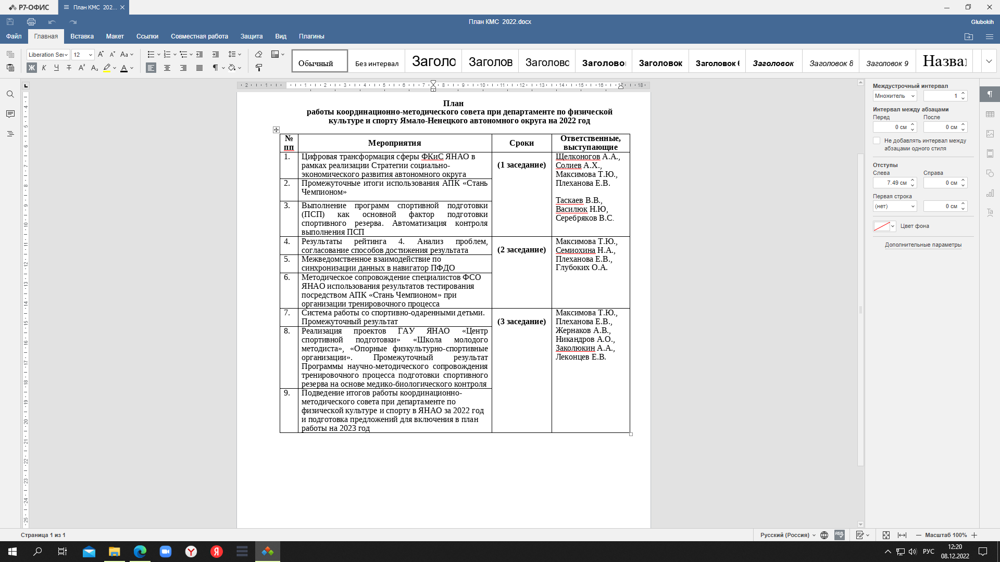 Р7-ОФИС
План КМС 202...
План КМС 2022.docx
Glubokih
Файл
Главная
Вставка
Макет
Ссылки
Совместная работа
Защита
Вид
Плагины
Liberation Ser
12
Обычный
Без интервал
Заголо
Заголов
Заголово
Заголово
Заголовок
Заголовок 6
Заголовок
Заголовок 8
Заголовок 9
Назва
План
работы координационно-методического совета при департаменте по физической
культуре и спорту Ямало-Ненецкого автономного округа на 2022 год
№ пп
Мероприятия
Сроки
Ответственные, выступающие
1.
Цифровая трансформация сферы ФКиС ЯНАО в
рамках реализации Стратегии социально-
экономического развития автономного округа
2.
Промежуточные итоги использования АПК «Стань
Чемпионом»
3.
Выполнение программ спортивной подготовки
(ПСП) как основной фактор подготовки
спортивного резерва. Автоматизация контроля
выполнения ПСП
(1 заседание)
Щелконогов А.А.,
Солиев А.Х.,
Максимова Т.Ю.,
Плеханова Е.В.
Таскаев В.В.,
Василюк Н.Ю,
Серебряков В.С.
4.
Результаты рейтинга 4. Анализ проблем,
согласование способов достижения результата
5.
Межведомственное взаимодействие по
синхронизации данных в навигатор ПФДО
6.
Методическое сопровождение специалистов ФСО
ЯНАО использования результатов тестирования
посредством АПК «Стань Чемпионом» при
организации тренировочного процесса
(2 заседание)
Максимова Т.Ю.,
Семиохина Н.А.,
Плеханова Е.В.,
Глубоких О.А.
7.
Система работы со спортивно-одаренными детьми.
Промежуточный результат
8.
Реализация проектов ГАУ ЯНАО «Центр
спортивной подготовки» «Школа молодого
методиста», «Опорные физкультурно-спортивные
организации». Промежуточный результат
Программы научно-методического сопровождения
тренировочного процесса подготовки спортивного
резерва на основе медико-биологического контроля
9.
Подведение итогов работы координационно-
методического совета при департаменте по
физической культуре и спорту в ЯНАО за 2022 год
и подготовка предложений для включения в план
работы на 2023 год
(3 заседание)
Максимова Т.Ю.,
Плеханова Е.В.,
Жернаков А.В.,
Никандров А.О.,
Заколюкин А.А.,
Леконцев Е.В.
Междустрочный интервал
Множитель
1
Интервал между абзацами
Перед
После
0 см
0 см
Не добавлять интервал между
абзацами одного стиля
Отступы
Слева
Справа
7.49 см
0 см
Первая строка
(нет)
0 см
Цвет фона
Дополнительные параметры
Страница 1 из 1
Русский (Россия)
Масштаб 100%
РУС
12:20
08.12.2022